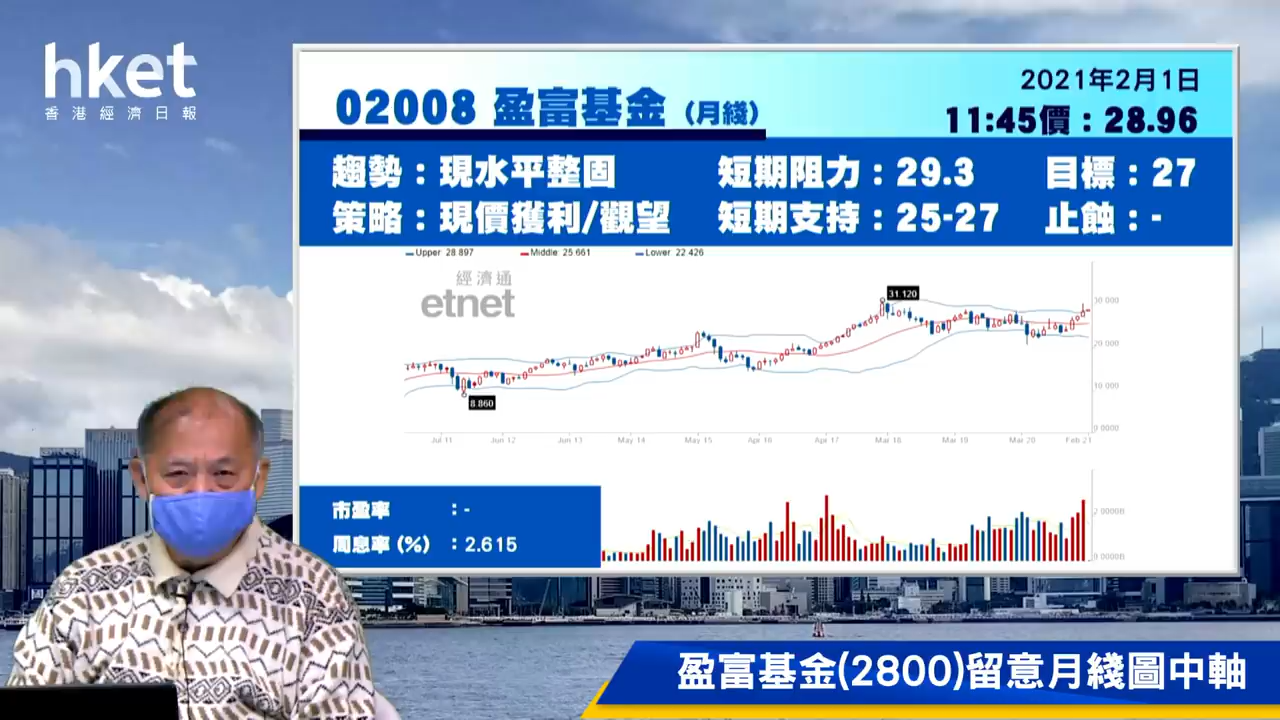 hket
香港經濟日報
2021年2月1日
02008 盈富基金 (月綫)
11:45價：28.96
趨勢：現水平整固 短期阻力：29.3 目標：27
策略：現價獲利/觀望 短期支持：25-27 止蝕：-
Upper 28 897 Middle 25 661 Lower 22 426
經濟通
etnet
31.120
30 000
20 000
10 000
8.860
0 0000
Jul 11 Jun 12 Jun 13 May 14 May 15 Apr 16 Apr 17 Mar 18 Mar 19 Mar 20 Feb 21
市盈率 ：-
周息率 (%) ：2.615
2 0000B
0 0000B
盈富基金(2800)留意月綫圖中軸